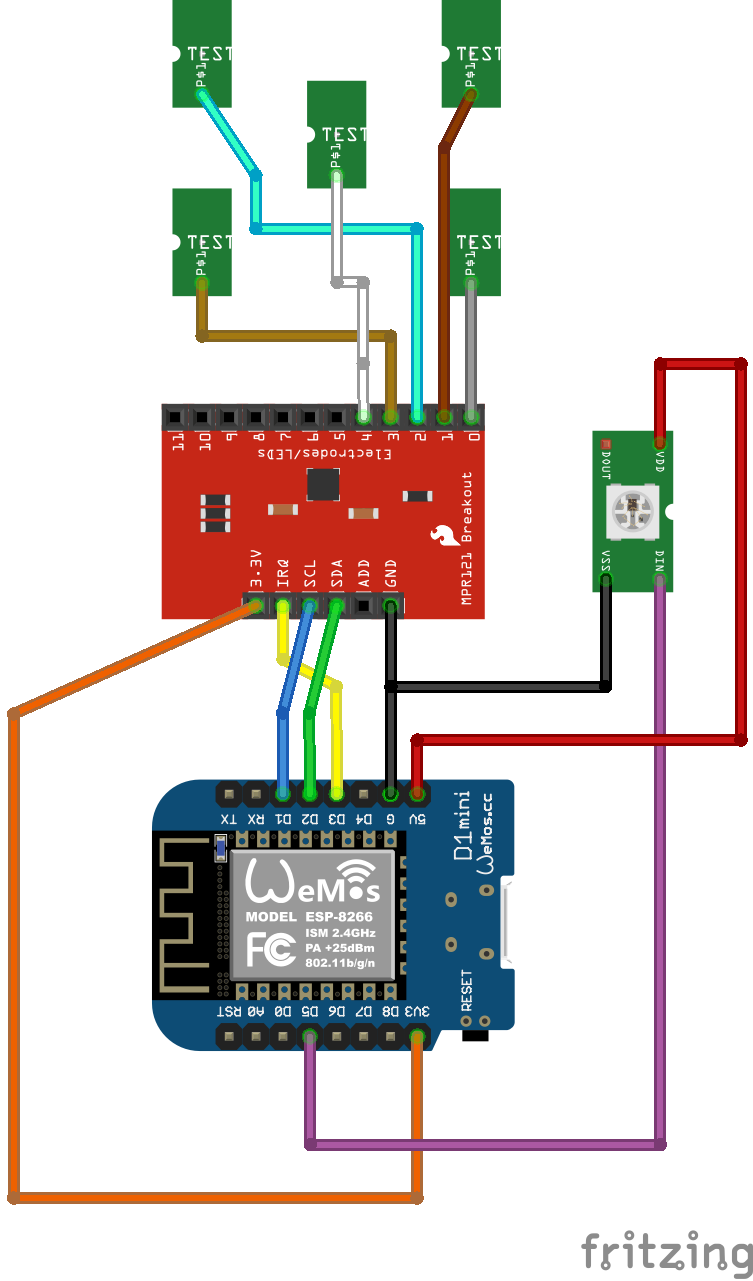 TEST
P$1
TEST
P$1
TEST
P$1
TEST
P$1
TEST
P$1
11 10 9 8 7 6 5 4 3 2 1 0
Electrodes/LEDs
MPR121 Breakout
3.3V IRQ SCL SDA ADD GND
DOUT VDD
VSS DIN
TX RX D1 D2 D3 D4 G 5V
D1mini
WeMos.cc
WeMos
MODEL ESP-8266
ISM 2.4GHz
PA +25dBm
802.11b/g/n
FC
RESET
RST A0 D0 D5 D6 D7 D8 3V3
fritzing